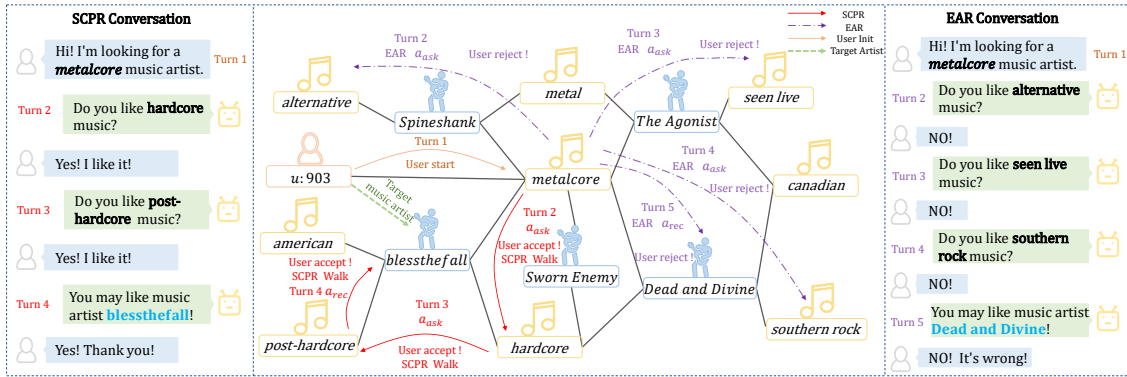 SCPR Conversation
Hi! I'm looking for a
metalcore music artist.
Turn 1
Turn 2
Do you like hardcore
music?
Yes! I like it!
Turn 3
Do you like post-
hardcore music?
Yes! I like it!
Turn 4
You may like music
artist blessthefall!
Yes! Thank you!
SCPR
EAR
User Init
Target Artist
Turn 2
EAR a_ask
User reject !
Turn 3
EAR a_ask
User reject !
alternative
metal
seen live
Spineshank
The Agonist
Turn 1
User start
Turn 4
EAR a_ask
User reject !
u: 903
metalcore
canadian
Target
music artist
Turn 5
EAR a_rec
User reject !
Turn 2
a_ask
User accept !
SCPR Walk
american
blessthefall
Sworn Enemy
Dead and Divine
User accept !
SCPR Walk
Turn 4 a_rec
Turn 3
a_ask
User accept !
SCPR Walk
post-hardcore
hardcore
southern rock
EAR Conversation
Hi! I'm looking for a
metalcore music artist.
Turn 1
Turn 2
Do you like alternative
music?
NO!
Turn 3
Do you like seen live
music?
NO!
Turn 4
Do you like southern
rock music?
NO!
Turn 5
You may like music artist
Dead and Divine!
NO! It's wrong!